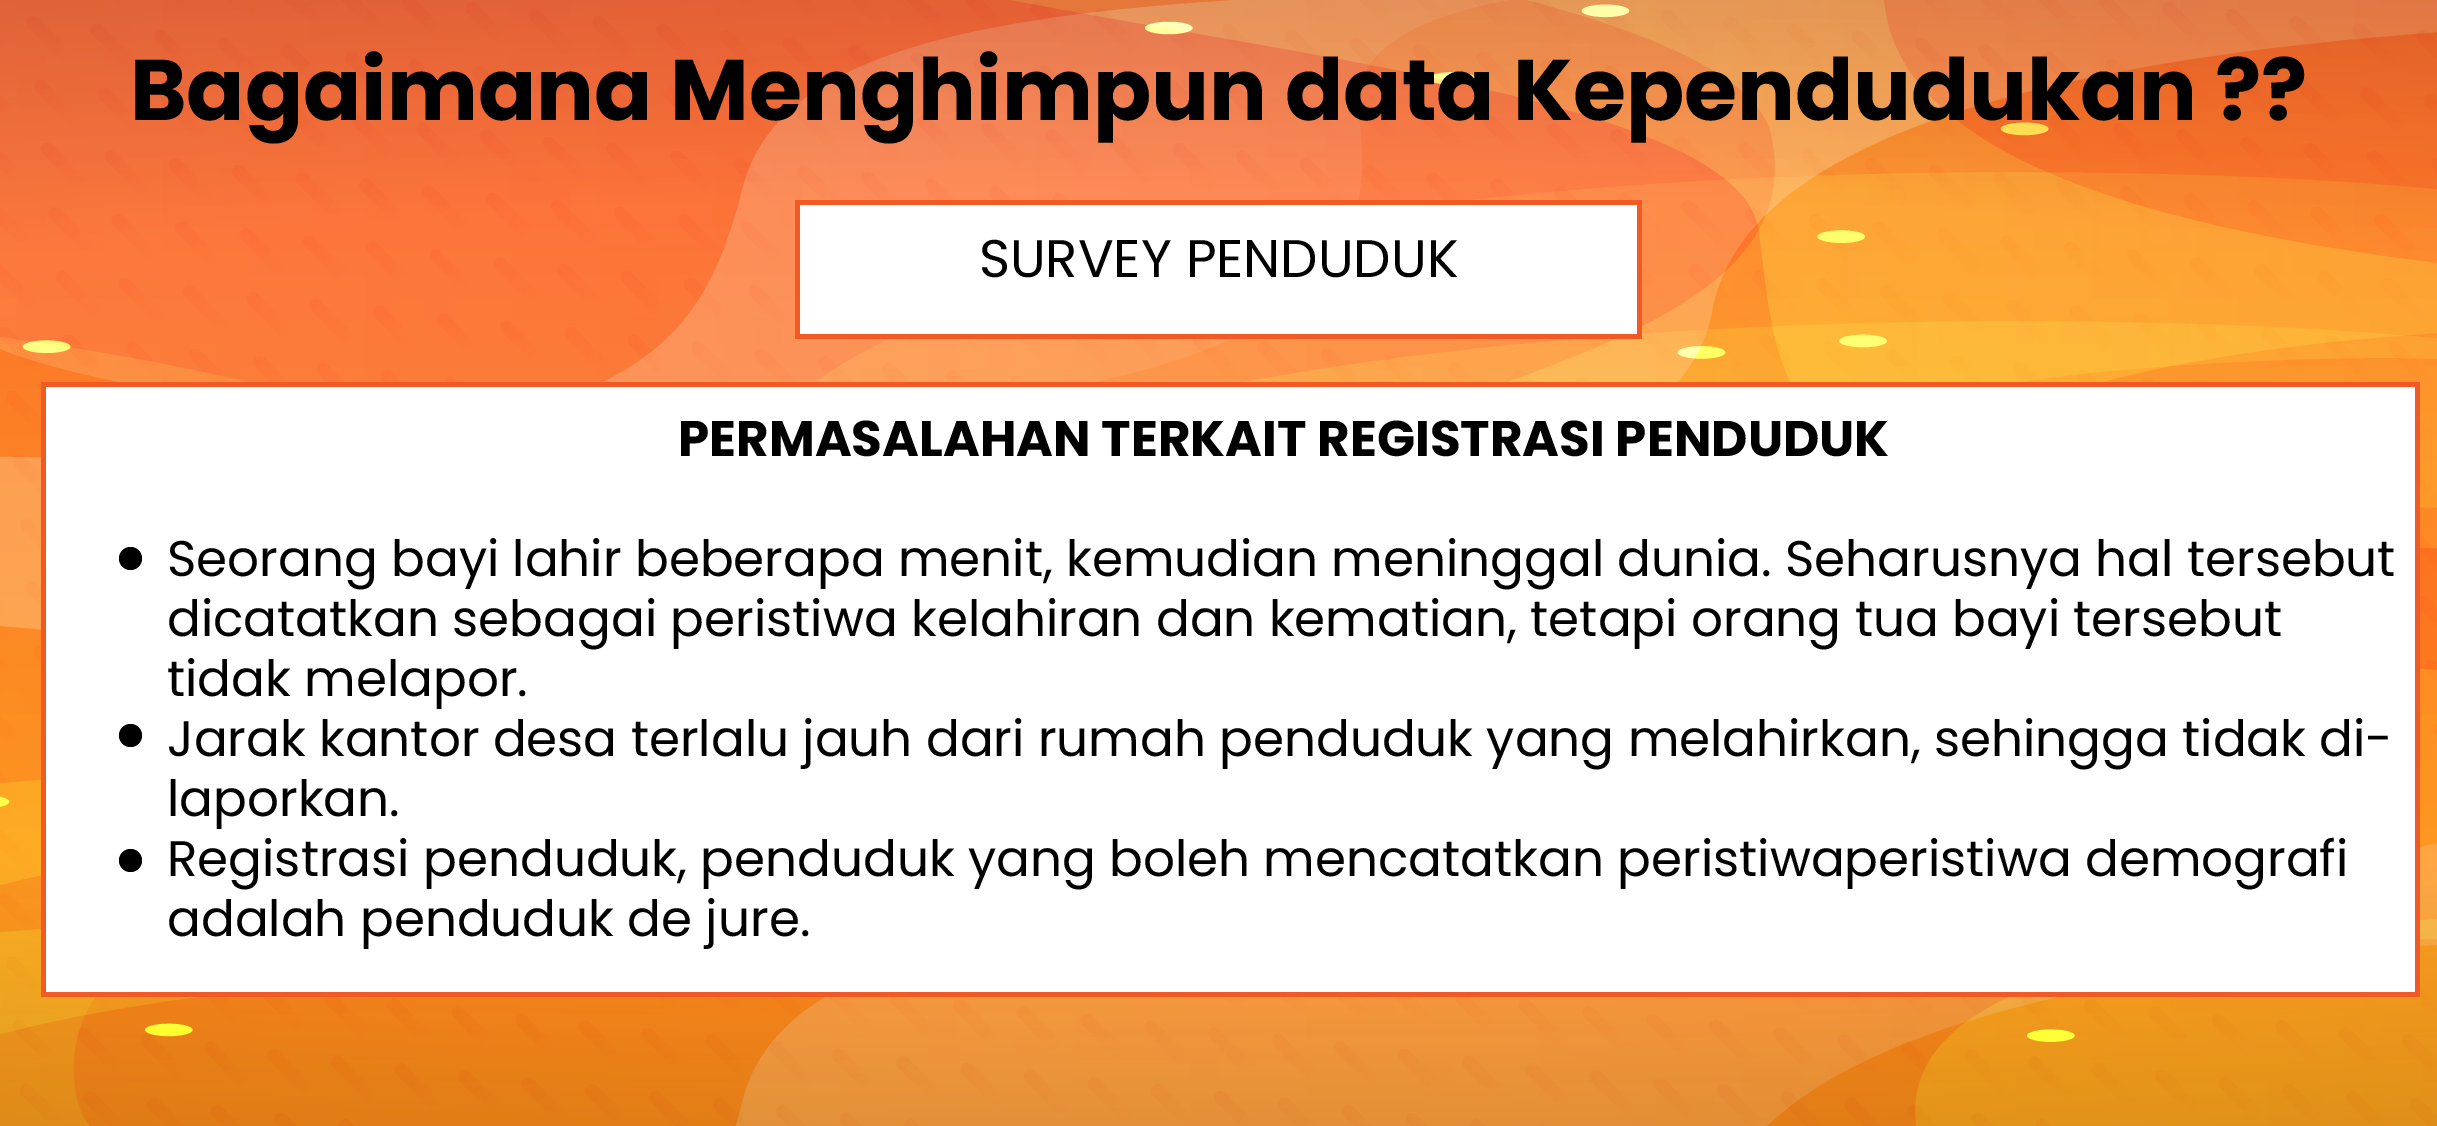 Bagaimana Menghimpun data Kependudukan ??
SURVEY PENDUDUK
PERMASALAHAN TERKAIT REGISTRASI PENDUDUK
● Seorang bayi lahir beberapa menit, kemudian meninggal dunia. Seharusnya hal tersebut
dicatatkan sebagai peristiwa kelahiran dan kematian, tetapi orang tua bayi tersebut
tidak melapor.
● Jarak kantor desa terlalu jauh dari rumah penduduk yang melahirkan, sehingga tidak di-
laporkan.
● Registrasi penduduk, penduduk yang boleh mencatatkan peristiwaperistiwa demografi
adalah penduduk de jure.